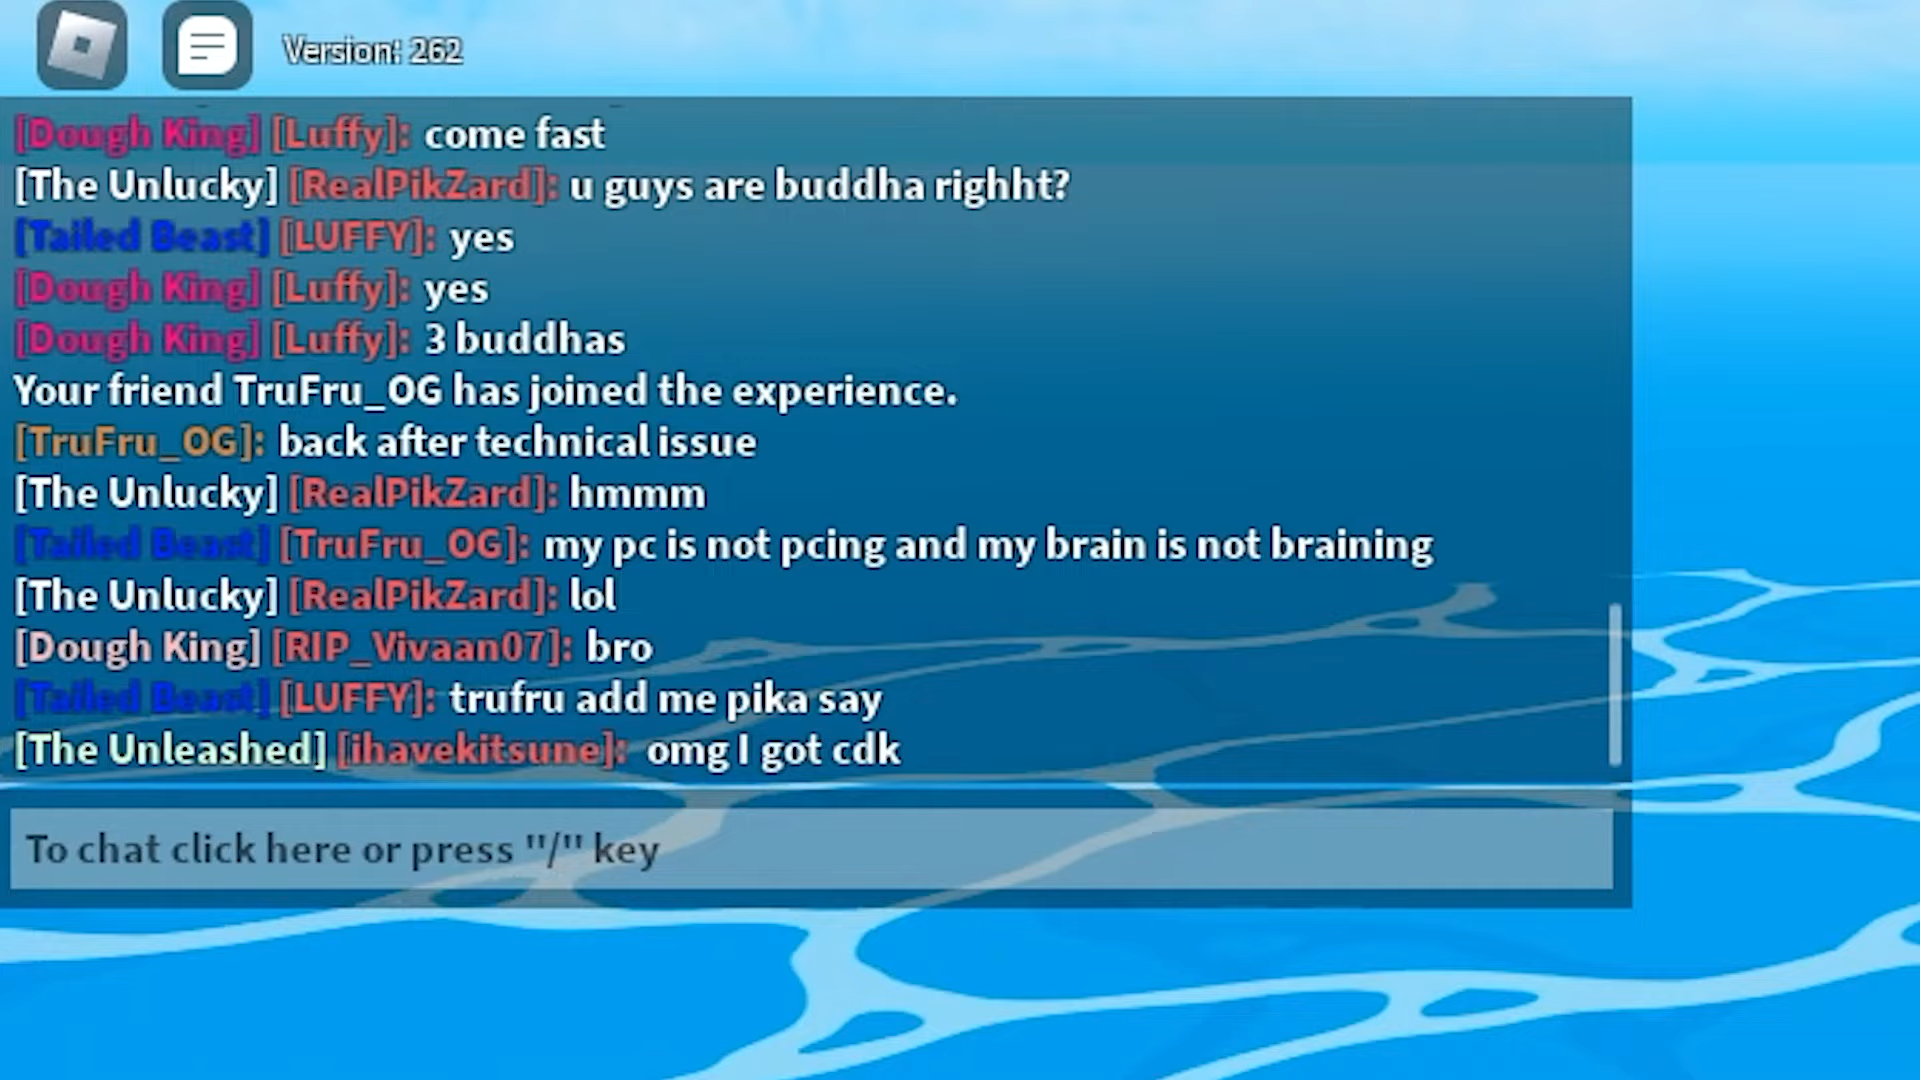 Version: 262
[Dough King] [Luffy]: come fast
[The Unlucky] [RealPikZard]: u guys are buddha righht?
[Tailed Beast] [LUFFY]: yes
[Dough King] [Luffy]: yes
[Dough King] [Luffy]: 3 buddhas
Your friend TruFru_OG has joined the experience.
[TruFru_OG]: back after technical issue
[The Unlucky] [RealPikZard]: hmmm
[Tailed Beast] [TruFru_OG]: my pc is not pcing and my brain is not braining
[The Unlucky] [RealPikZard]: lol
[Dough King] [RIP_Vivaan07]: bro
[Tailed Beast] [LUFFY]: trufru add me pika say
[The Unleashed] [ihavekitsune]: omg I got cdk
To chat click here or press "/" key